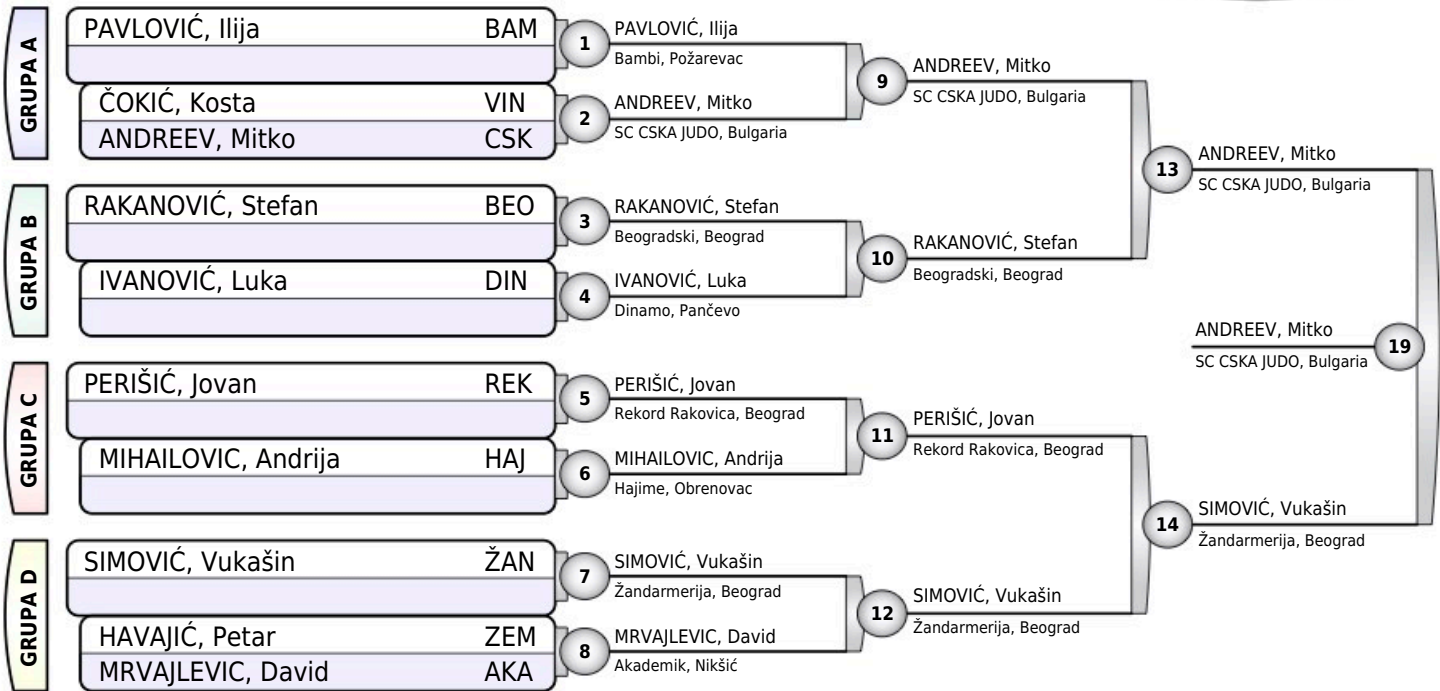 GRUPA A
PAVLOVIĆ, Ilija BAM
ČOKIĆ, Kosta VIN
ANDREEV, Mitko CSK
GRUPA B
RAKANOVIĆ, Stefan BEO
IVANOVIĆ, Luka DIN
GRUPA C
PERIŠIĆ, Jovan REK
MIHAILOVIC, Andrija HAJ
GRUPA D
SIMOVIĆ, Vukašin ŽAN
HAVAJIĆ, Petar ZEM
MRVAJLEVIC, David AKA
1
PAVLOVIĆ, Ilija
Bambi, Požarevac
2
ANDREEV, Mitko
SC CSKA JUDO, Bulgaria
3
RAKANOVIĆ, Stefan
Beogradski, Beograd
4
IVANOVIĆ, Luka
Dinamo, Pančevo
5
PERIŠIĆ, Jovan
Rekord Rakovica, Beograd
6
MIHAILOVIC, Andrija
Hajime, Obrenovac
7
SIMOVIĆ, Vukašin
Žandarmerija, Beograd
8
MRVAJLEVIC, David
Akademik, Nikšić
9
ANDREEV, Mitko
SC CSKA JUDO, Bulgaria
10
RAKANOVIĆ, Stefan
Beogradski, Beograd
11
PERIŠIĆ, Jovan
Rekord Rakovica, Beograd
12
SIMOVIĆ, Vukašin
Žandarmerija, Beograd
13
ANDREEV, Mitko
SC CSKA JUDO, Bulgaria
14
SIMOVIĆ, Vukašin
Žandarmerija, Beograd
ANDREEV, Mitko
SC CSKA JUDO, Bulgaria
19